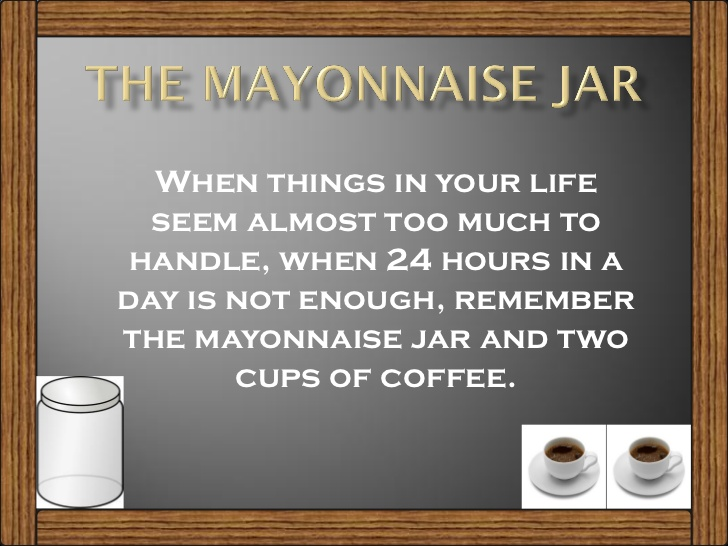 THE MAYONNAISE JAR
WHEN THINGS IN YOUR LIFE
SEEM ALMOST TOO MUCH TO
HANDLE, WHEN 24 HOURS IN A
DAY IS NOT ENOUGH, REMEMBER
THE MAYONNAISE JAR AND TWO
CUPS OF COFFEE.